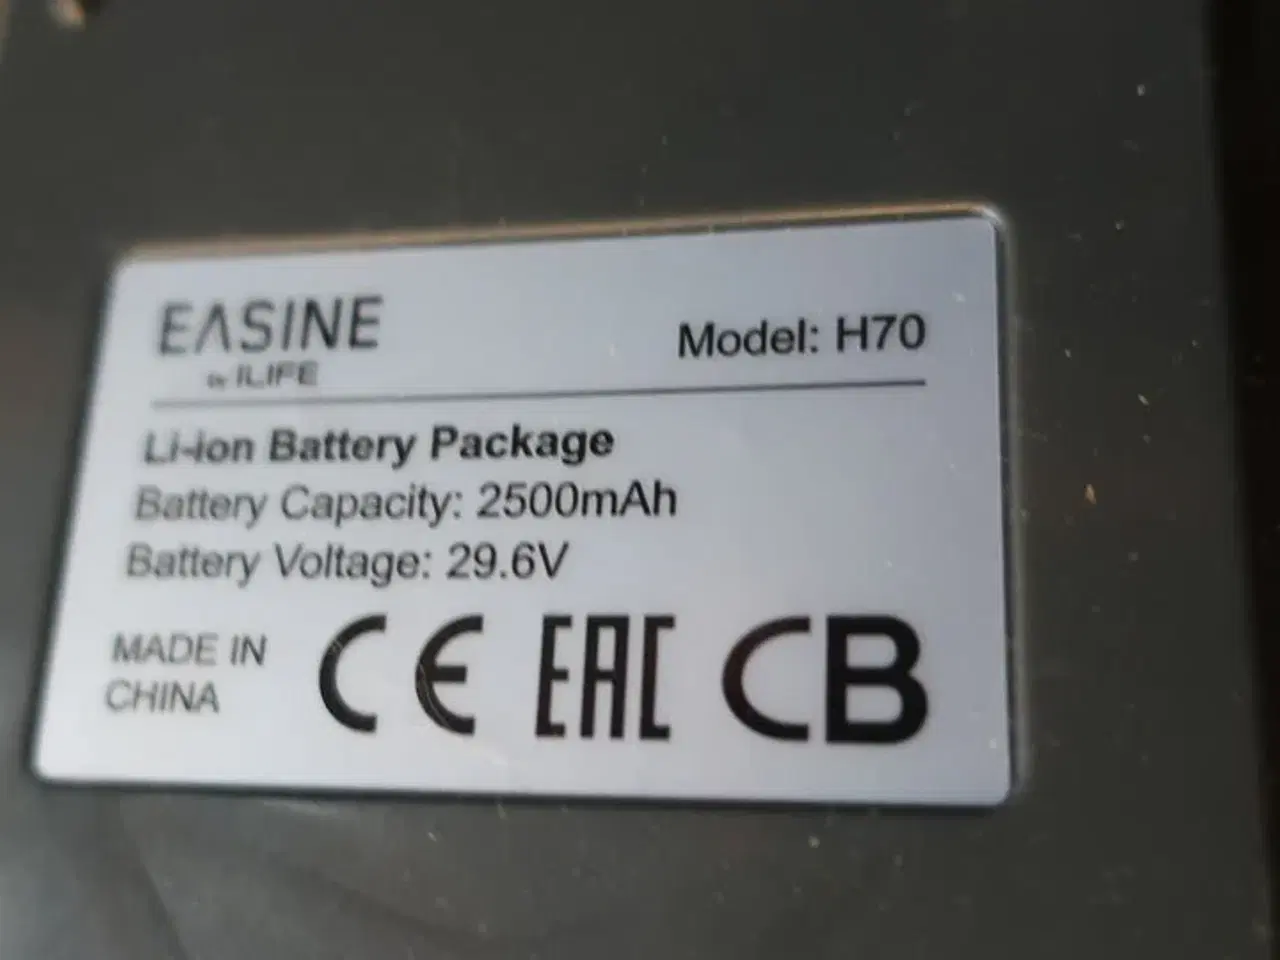 EASINE
by ILIFE
Model: H70
Li-ion Battery Package
Battery Capacity: 2500mAh
Battery Voltage: 29.6V
MADE IN
CHINA
CE EAC CB